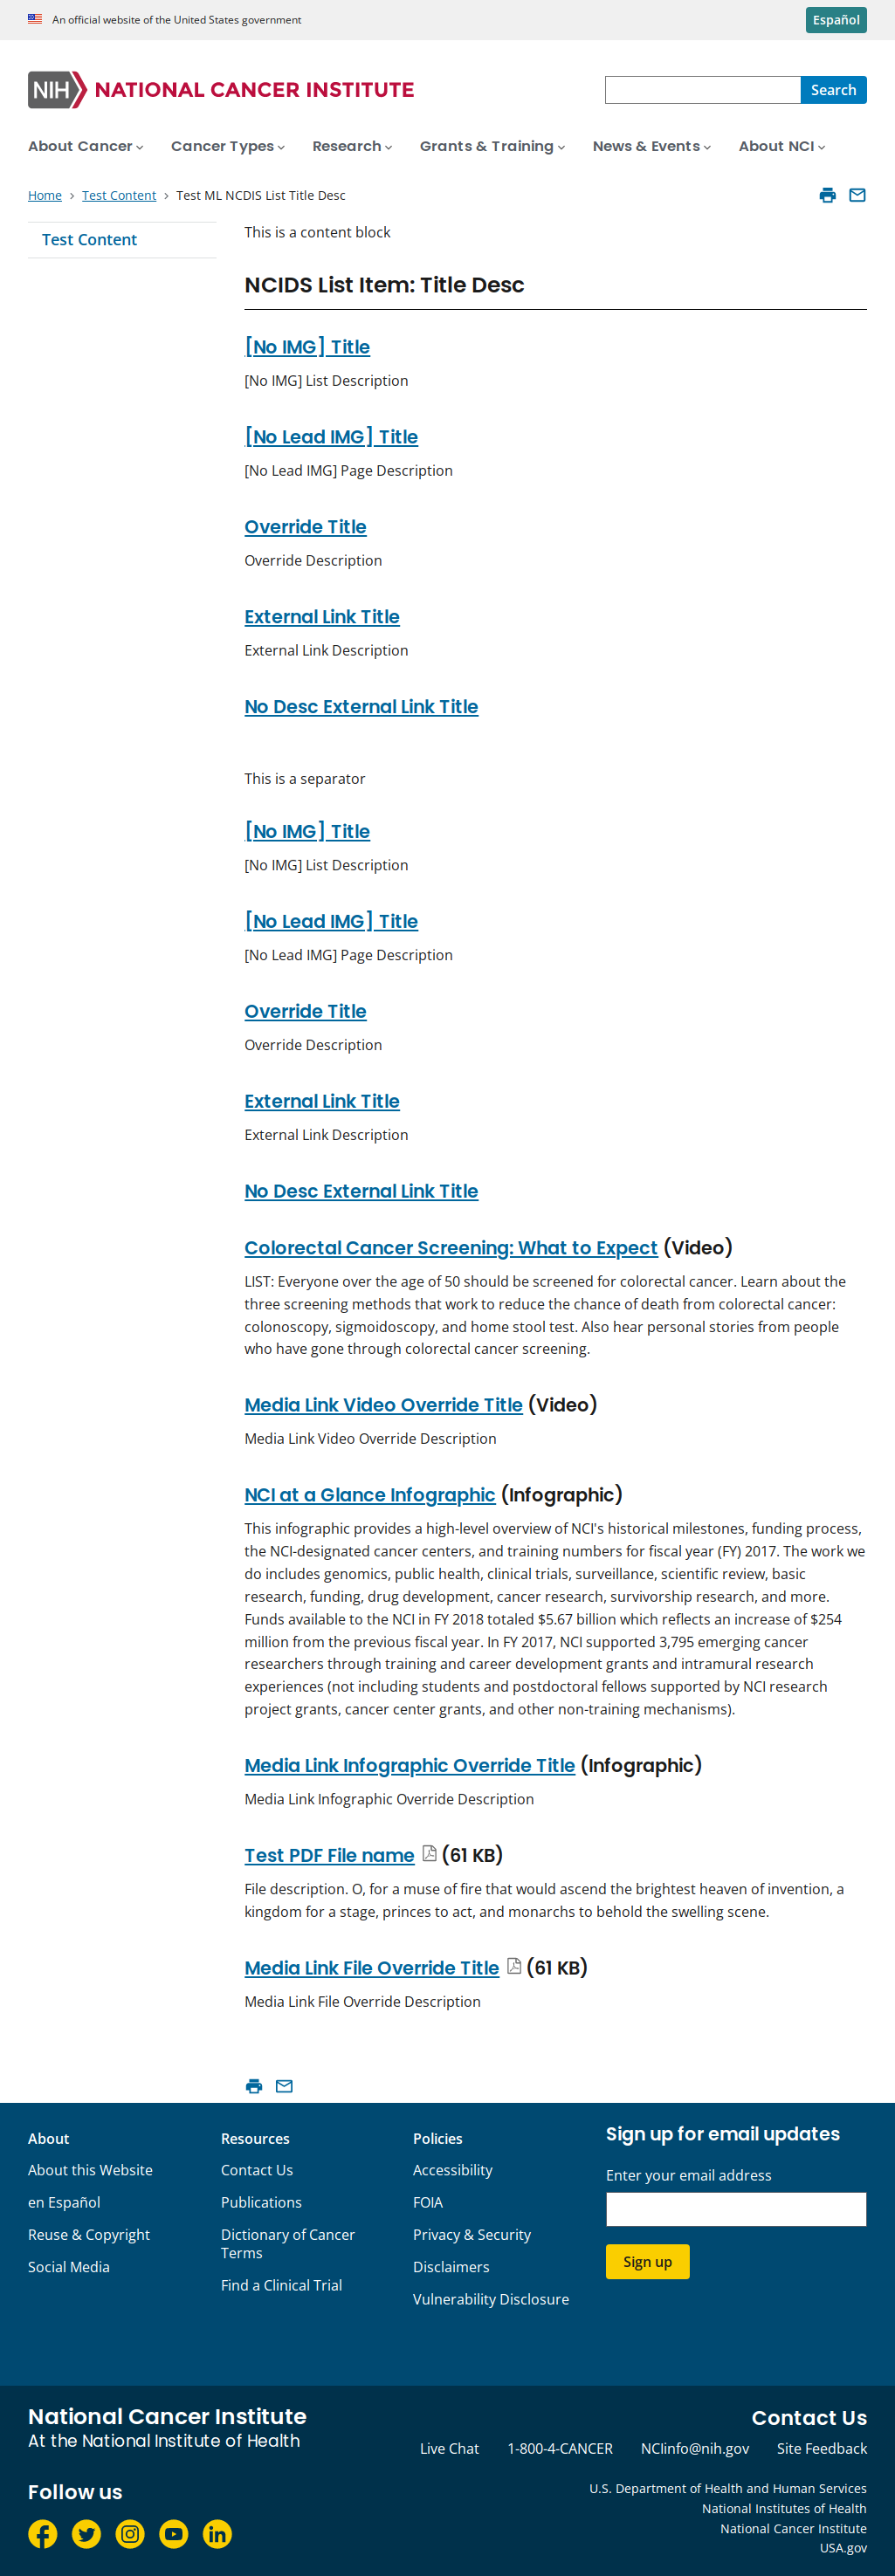 An official website of the United States government
Español
NIH NATIONAL CANCER INSTITUTE
Search
About Cancer
Cancer Types
Research
Grants & Training
News & Events
About NCI
Home > Test Content > Test ML NCDIS List Title Desc
Test Content
This is a content block
NCIDS List Item: Title Desc
[No IMG] Title
[No IMG] List Description
[No Lead IMG] Title
[No Lead IMG] Page Description
Override Title
Override Description
External Link Title
External Link Description
No Desc External Link Title
This is a separator
[No IMG] Title
[No IMG] List Description
[No Lead IMG] Title
[No Lead IMG] Page Description
Override Title
Override Description
External Link Title
External Link Description
No Desc External Link Title
Colorectal Cancer Screening: What to Expect (Video)
LIST: Everyone over the age of 50 should be screened for colorectal cancer. Learn about the
three screening methods that work to reduce the chance of death from colorectal cancer:
colonoscopy, sigmoidoscopy, and home stool test. Also hear personal stories from people
who have gone through colorectal cancer screening.
Media Link Video Override Title (Video)
Media Link Video Override Description
NCI at a Glance Infographic (Infographic)
This infographic provides a high-level overview of NCI's historical milestones, funding process,
the NCI-designated cancer centers, and training numbers for fiscal year (FY) 2017. The work we
do includes genomics, public health, clinical trials, surveillance, scientific review, basic
research, funding, drug development, cancer research, survivorship research, and more.
Funds available to the NCI in FY 2018 totaled $5.67 billion which reflects an increase of $254
million from the previous fiscal year. In FY 2017, NCI supported 3,795 emerging cancer
researchers through training and career development grants and intramural research
experiences (not including students and postdoctoral fellows supported by NCI research
project grants, cancer center grants, and other non-training mechanisms).
Media Link Infographic Override Title (Infographic)
Media Link Infographic Override Description
Test PDF File name (61 KB)
File description. O, for a muse of fire that would ascend the brightest heaven of invention, a
kingdom for a stage, princes to act, and monarchs to behold the swelling scene.
Media Link File Override Title (61 KB)
Media Link File Override Description
About
About this Website
en Español
Reuse & Copyright
Social Media
Resources
Contact Us
Publications
Dictionary of Cancer
Terms
Find a Clinical Trial
Policies
Accessibility
FOIA
Privacy & Security
Disclaimers
Vulnerability Disclosure
Sign up for email updates
Enter your email address
Sign up
National Cancer Institute
At the National Institute of Health
Follow us
Contact Us
Live Chat
1-800-4-CANCER
NCIinfo@nih.gov
Site Feedback
U.S. Department of Health and Human Services
National Institutes of Health
National Cancer Institute
USA.gov